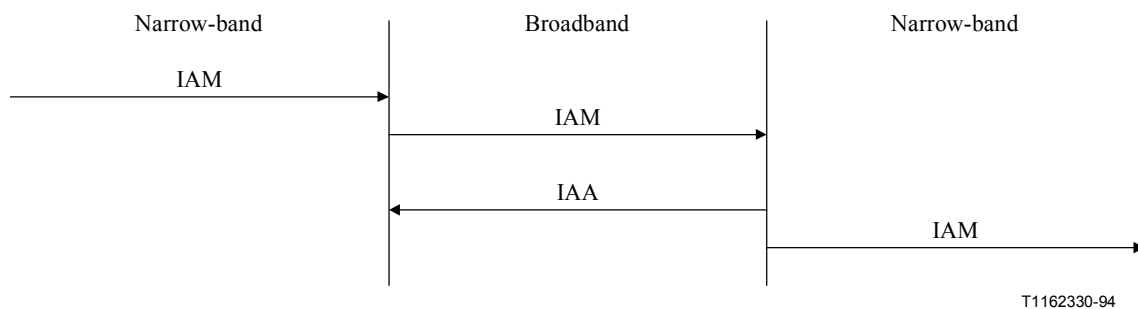 Narrow-band Broadband Narrow-band
IAM
IAM
IAA
IAM
T1162330-94